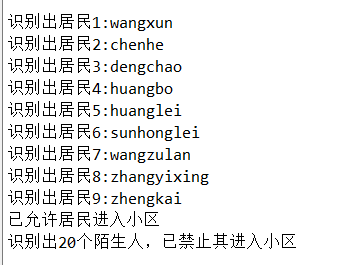 识别出居民1:wangxun
识别出居民2:chenhe
识别出居民3:dengchao
识别出居民4:huangbo
识别出居民5:huanglei
识别出居民6:sunhonglei
识别出居民7:wangzulan
识别出居民8:zhangyixing
识别出居民9:zhengkai
已允许居民进入小区
识别出20个陌生人，已禁止其进入小区